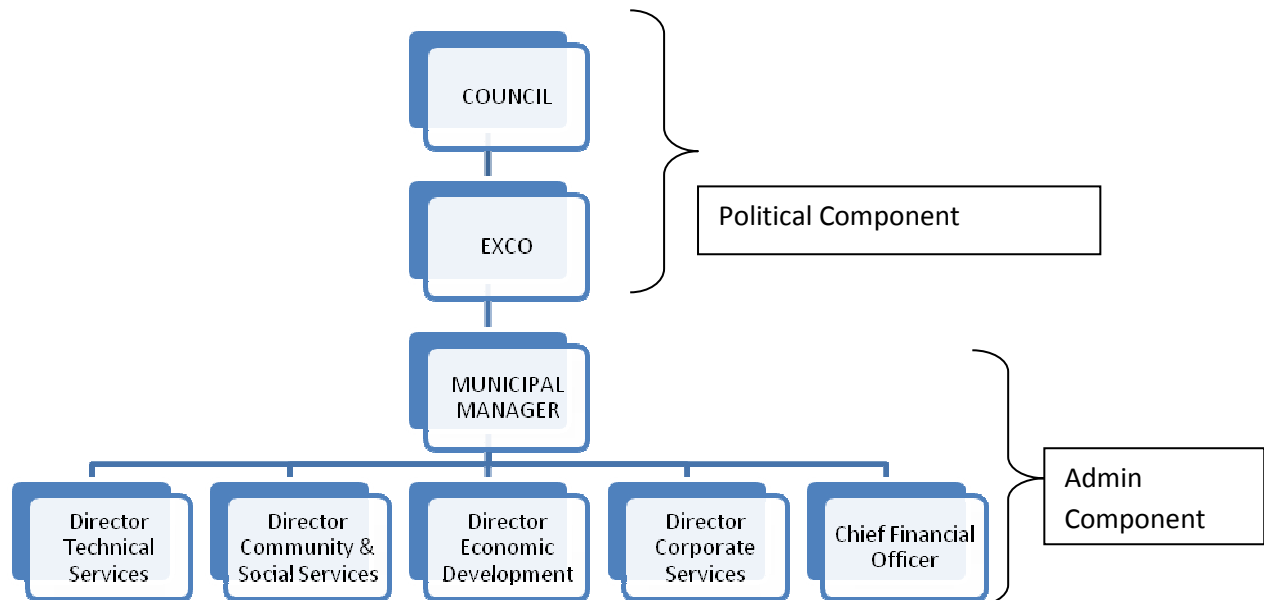 COUNCIL
Political Component
EXCO
MUNICIPAL
MANAGER
Admin
Component
Director
Technical
Services
Director
Community &
Social Services
Director
Economic
Development
Director
Corporate
Services
Chief Financial
Officer